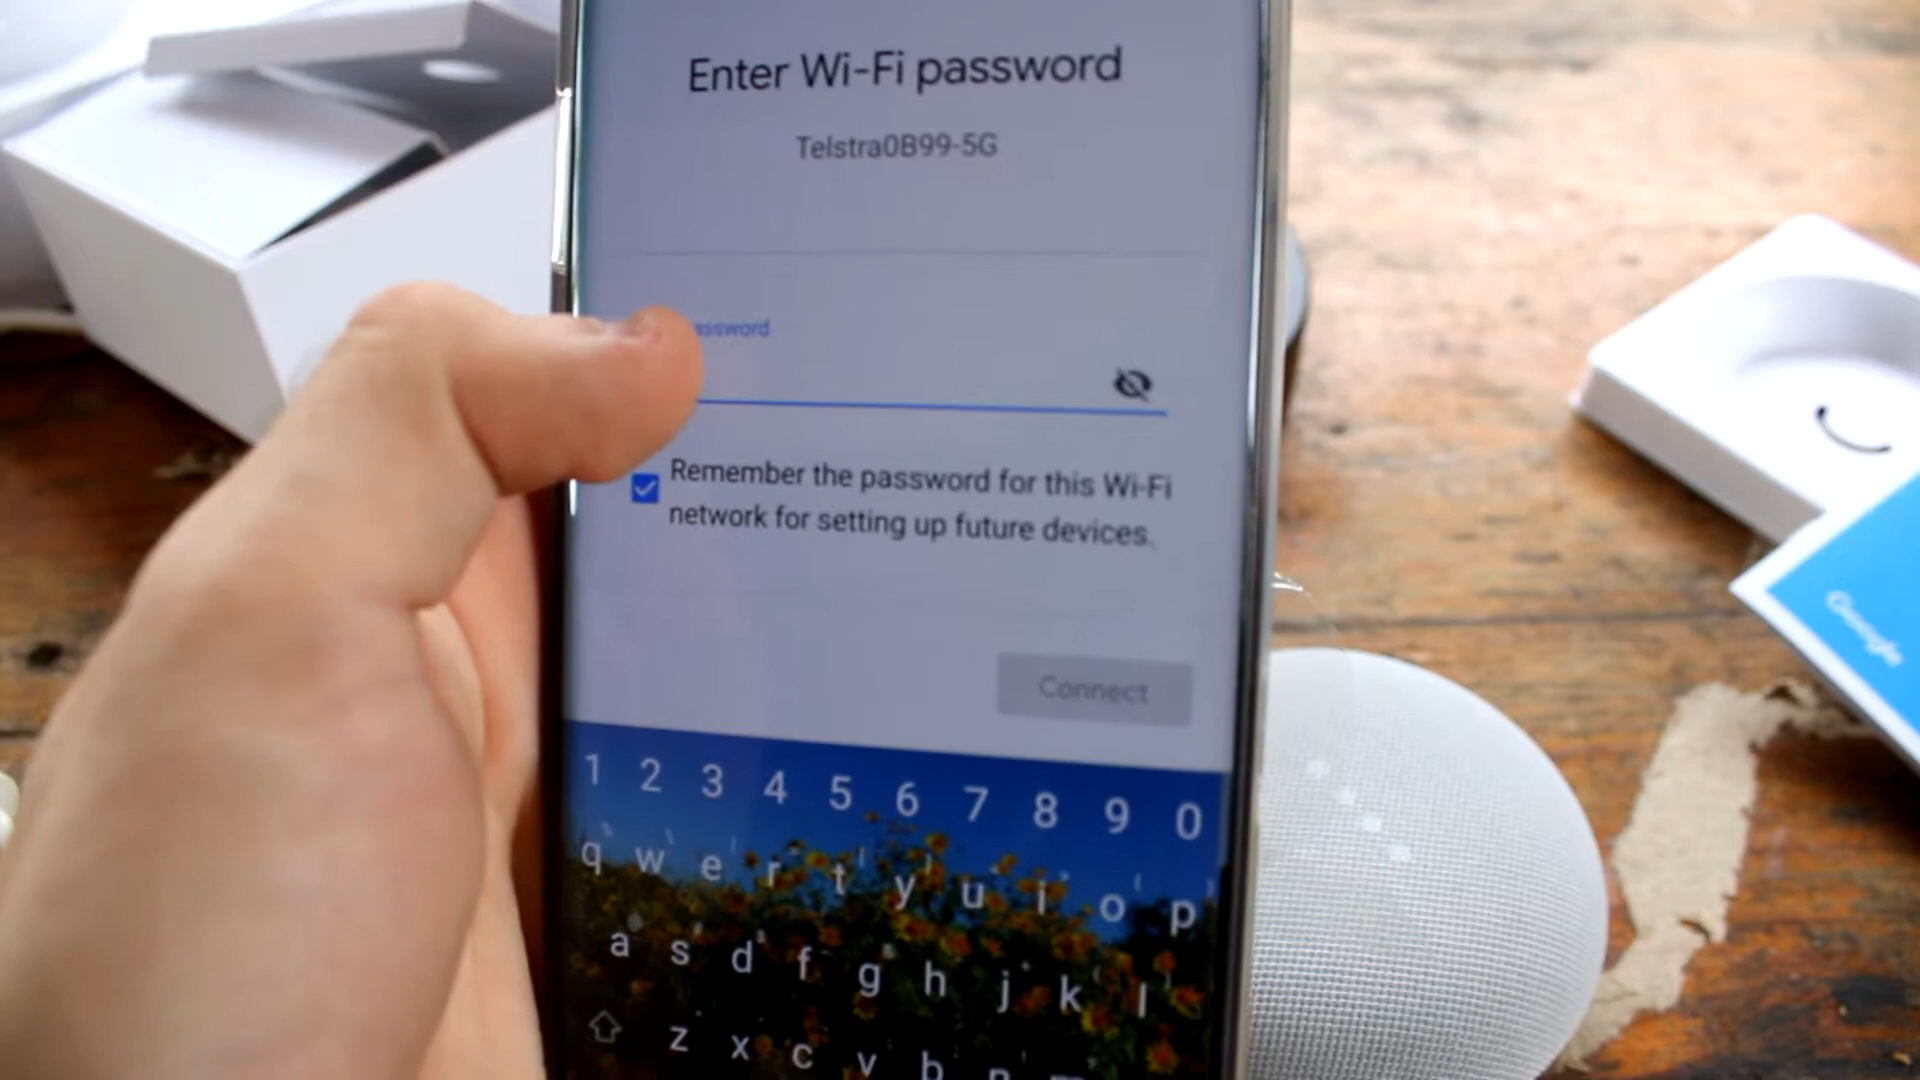 Enter Wi-Fi password
Telstra0B99-5G
assword
Remember the password for this Wi-Fi
network for setting up future devices.
Connect
1 2 3 4 5 6 7 8 9 0
q w e r t y u i o p
a s d f g h j k l
z x c v b n
Google